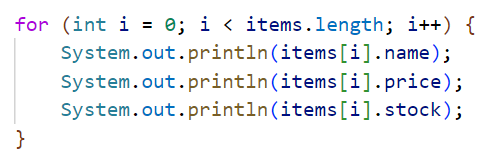 for (int i = 0; i < items.length; i++) {
    System.out.println(items[i].name);
    System.out.println(items[i].price);
    System.out.println(items[i].stock);
}